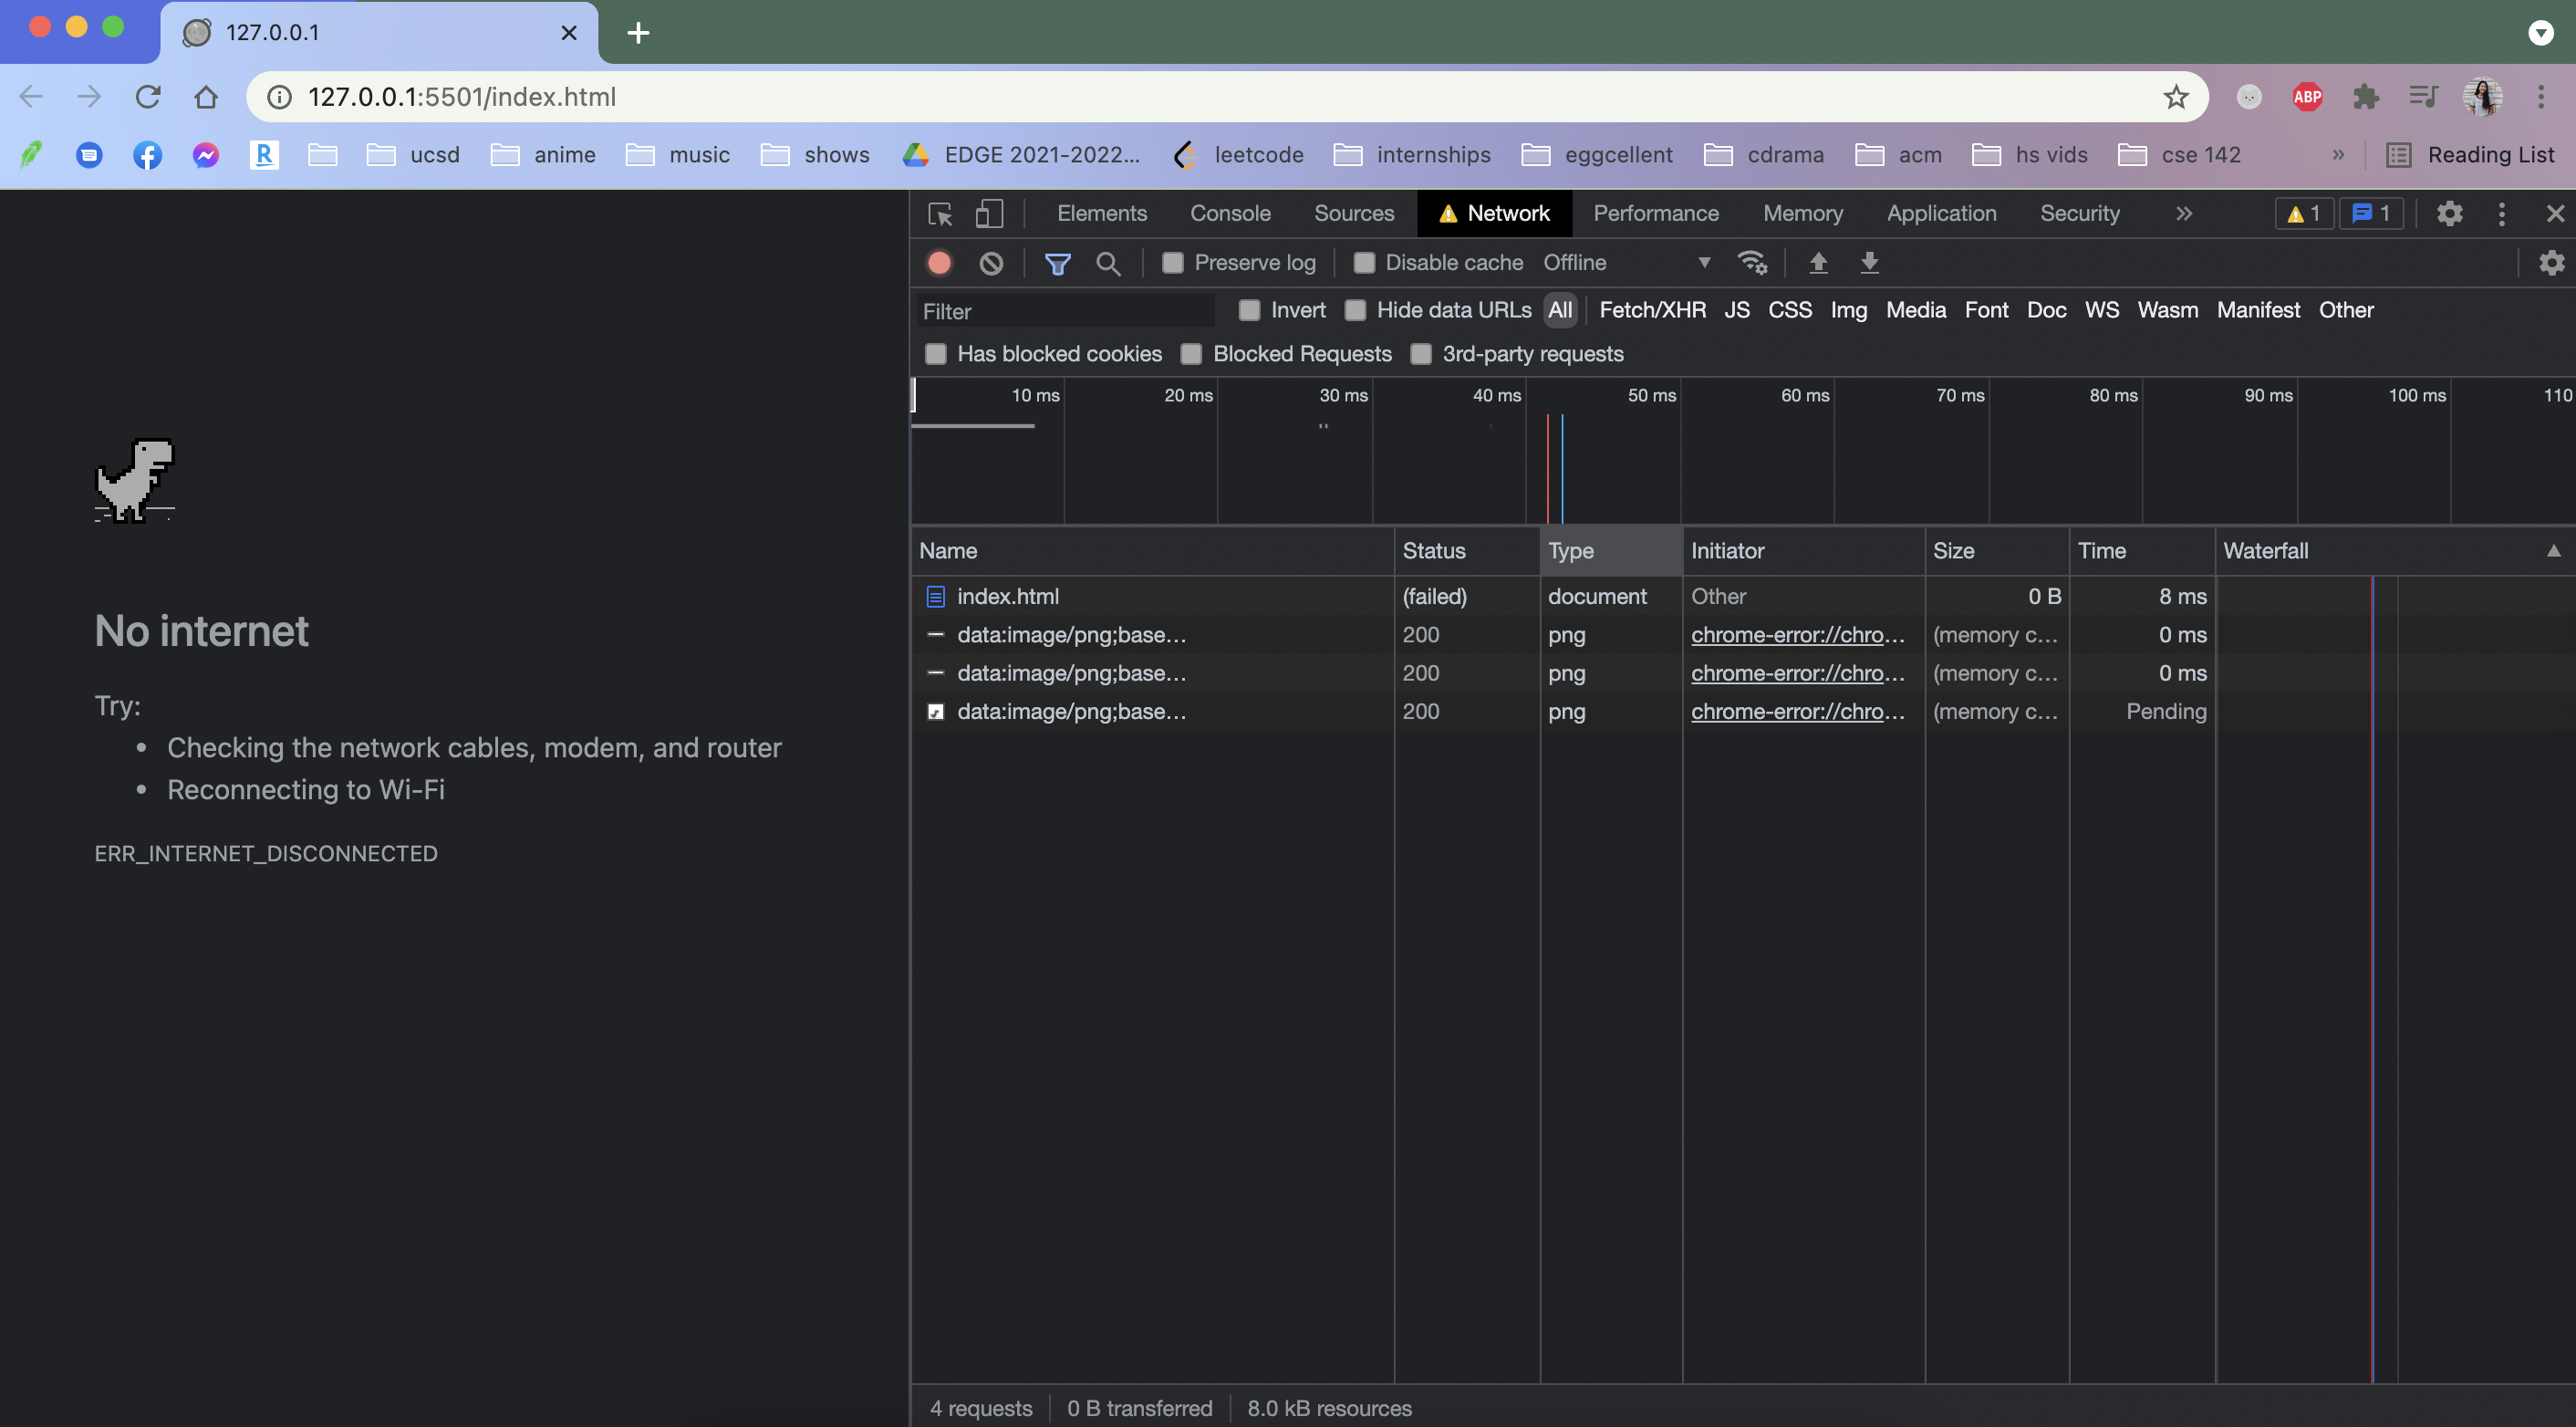 127.0.0.1
127.0.0.1:5501/index.html
ABP
ucsd anime music shows EDGE 2021-2022... leetcode internships eggcellent cdrama acm hs vids cse 142 » Reading List
Elements Console Sources Network Performance Memory Application Security » 1 1
Preserve log Disable cache Offline
Filter Invert Hide data URLs All Fetch/XHR JS CSS Img Media Font Doc WS Wasm Manifest Other
Has blocked cookies Blocked Requests 3rd-party requests
10 ms 20 ms 30 ms 40 ms 50 ms 60 ms 70 ms 80 ms 90 ms 100 ms 110
Name Status Type Initiator Size Time Waterfall
index.html (failed) document Other 0 B 8 ms
data:image/png;base... 200 png chrome-error://chro... (memory c... 0 ms
data:image/png;base... 200 png chrome-error://chro... (memory c... 0 ms
data:image/png;base... 200 png chrome-error://chro... (memory c... Pending
4 requests 0 B transferred 8.0 kB resources
No internet
Try:
• Checking the network cables, modem, and router
• Reconnecting to Wi-Fi
ERR_INTERNET_DISCONNECTED